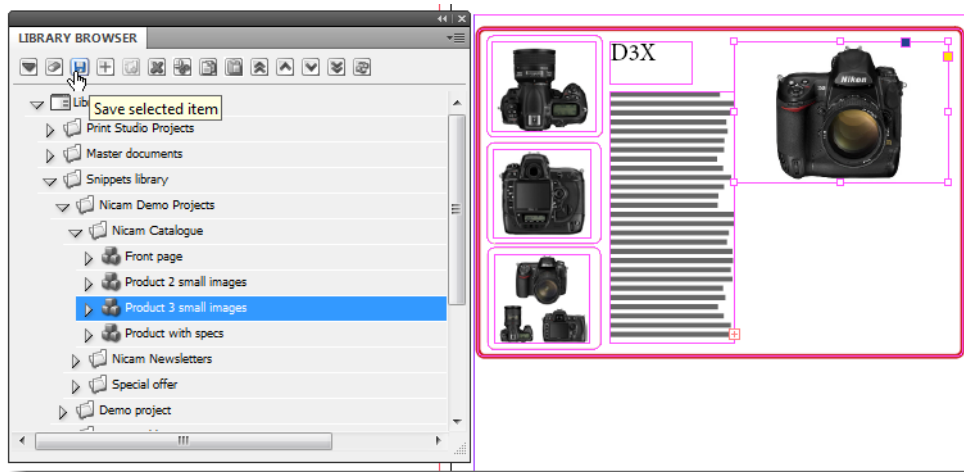 LIBRARY BROWSER
Save selected item
Lib
Print Studio Projects
Master documents
Snippets library
Nicam Demo Projects
Nicam Catalogue
Front page
Product 2 small images
Product 3 small images
Product with specs
Nicam Newsletters
Special offer
Demo project
D3X
Nikon